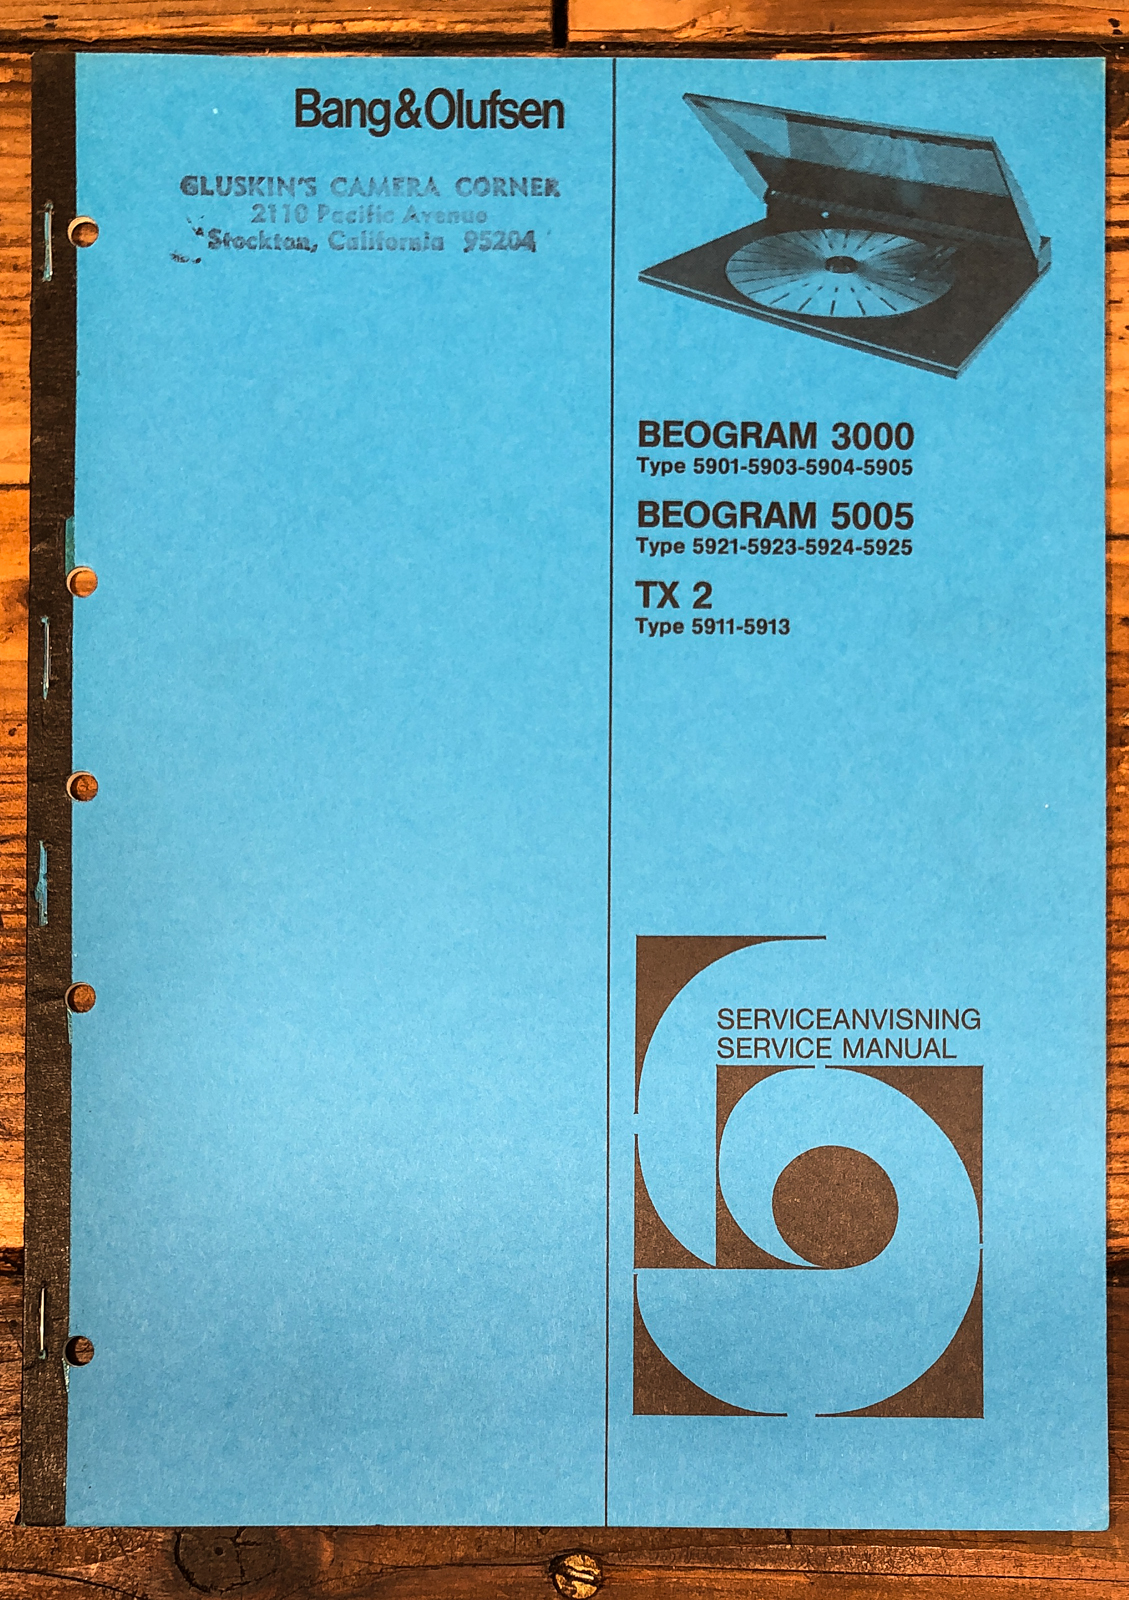 Bang&Olufsen
GLUSKIN'S CAMERA CORNER
2110 Pacific Avenue
Stockton, California 95204
BEOGRAM 3000
Type 5901-5903-5904-5905
BEOGRAM 5005
Type 5921-5923-5924-5925
TX 2
Type 5911-5913
SERVICEANVISNING
SERVICE MANUAL